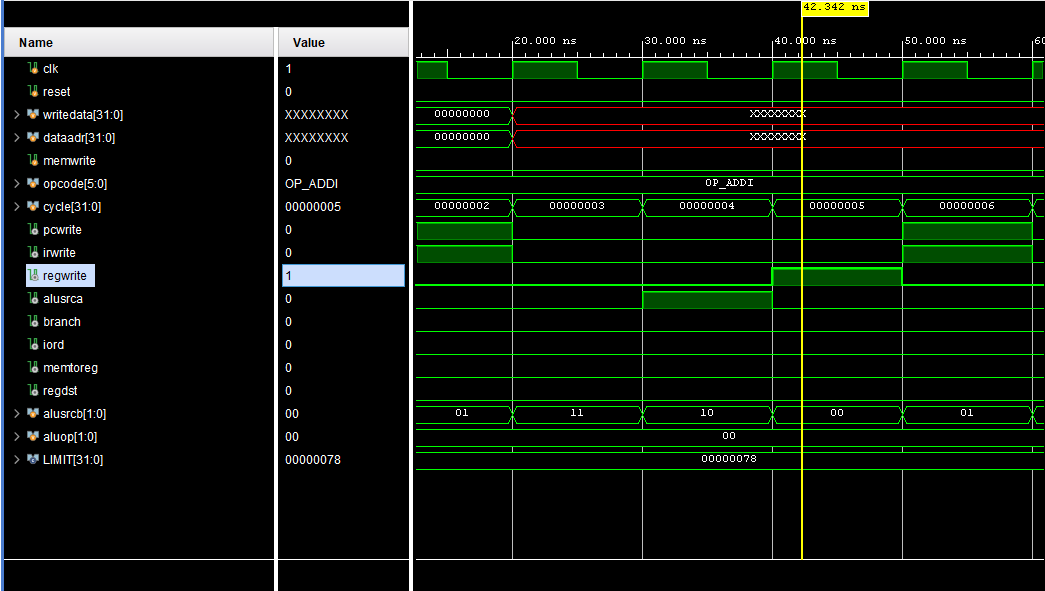 42.342 ns
Name Value
20.000 ns 30.000 ns 40.000 ns 50.000 ns
clk 1
reset 0
writedata[31:0] XXXXXXXX 00000000 XXXXXXXX
dataadr[31:0] XXXXXXXX 00000000 XXXXXXXX
memwrite 0
opcode[5:0] OP_ADDI OP_ADDI
cycle[31:0] 00000005 00000002 00000003 00000004 00000005 00000006
pcwrite 0
irwrite 0
regwrite 1
alusrca 0
branch 0
iord 0
memtoreg 0
regdst 0
alusrcb[1:0] 00 01 11 10 00 01
aluop[1:0] 00 00
LIMIT[31:0] 00000078 00000078